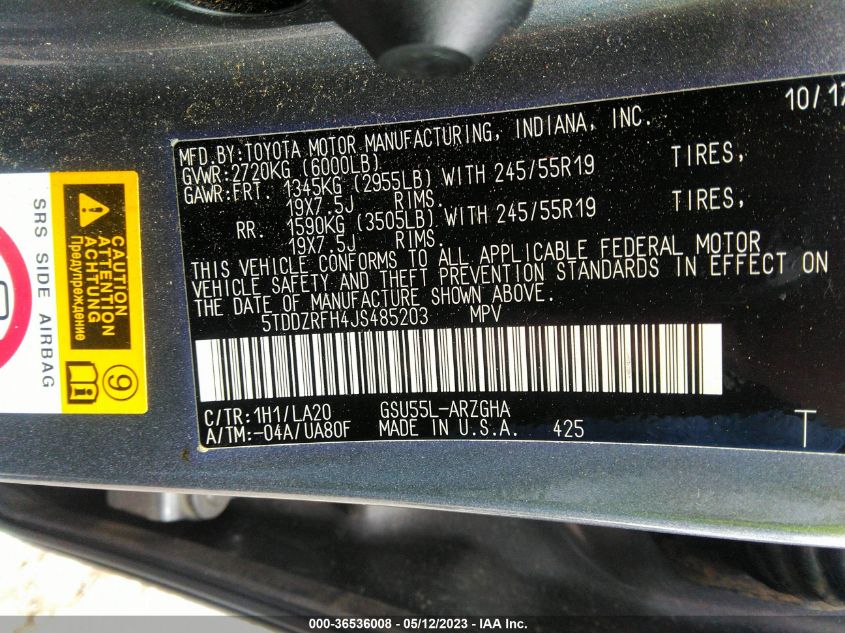 10/17
MFD.BY:TOYOTA MOTOR MANUFACTURING, INDIANA, INC.
GVWR:2720KG (6000LB)
GAWR:FRT. 1345KG (2955LB) WITH 245/55R19 TIRES,
19X7.5J RIMS.
RR. 1590KG (3505LB) WITH 245/55R19 TIRES,
19X7.5J RIMS.
THIS VEHICLE CONFORMS TO ALL APPLICABLE FEDERAL MOTOR
VEHICLE SAFETY AND THEFT PREVENTION STANDARDS IN EFFECT ON
THE DATE OF MANUFACTURE SHOWN ABOVE.
5TDDZRFH4JS485203 MPV
C/TR:1H1/LA20 GSU55L-ARZGHA
A/TM:-04A/UA80F MADE IN U.S.A. 425
T
SRS SIDE AIRBAG
CAUTION
ATTENTION
ACHTUNG
Предупреждение
9
000-36536008 - 05/12/2023 - IAA Inc.